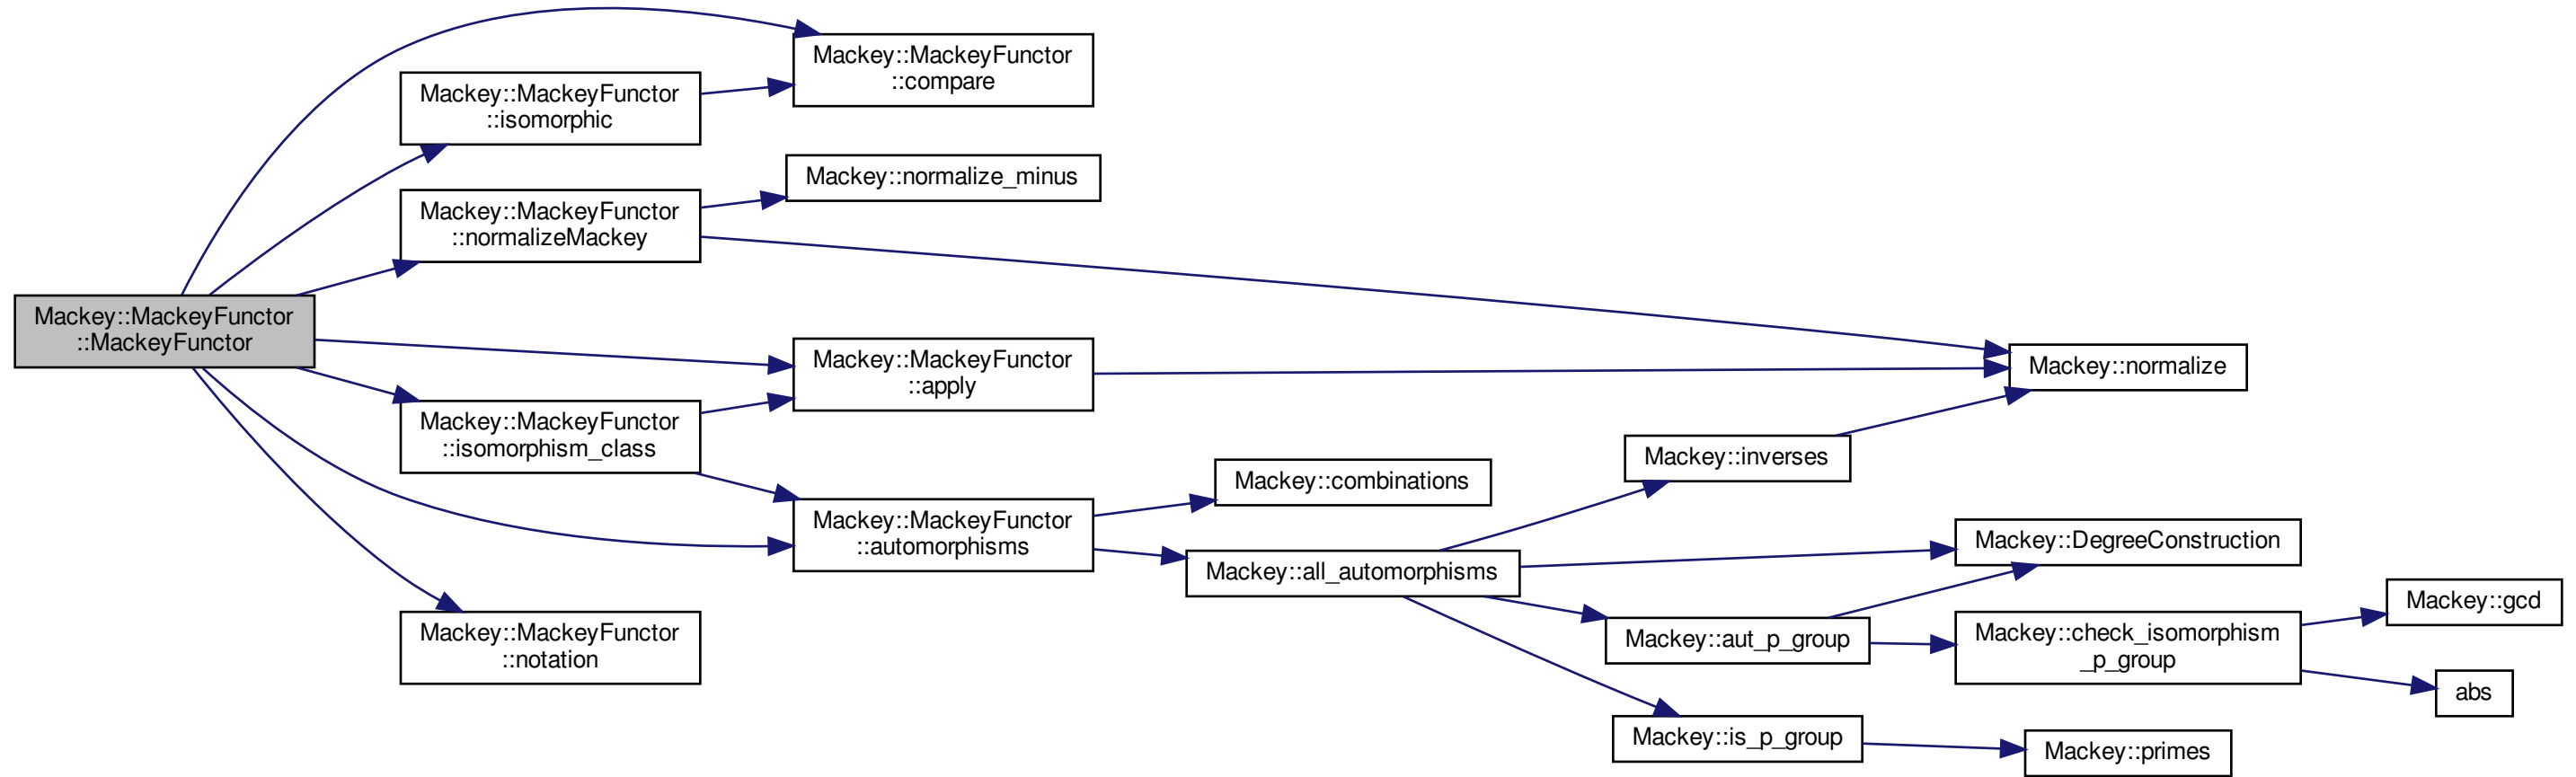 Mackey::MackeyFunctor
::MackeyFunctor
Mackey::MackeyFunctor
::compare
Mackey::MackeyFunctor
::isomorphic
Mackey::normalize_minus
Mackey::MackeyFunctor
::normalizeMackey
Mackey::MackeyFunctor
::apply
Mackey::normalize
Mackey::MackeyFunctor
::isomorphism_class
Mackey::inverses
Mackey::combinations
Mackey::MackeyFunctor
::automorphisms
Mackey::DegreeConstruction
Mackey::all_automorphisms
Mackey::gcd
Mackey::aut_p_group
Mackey::check_isomorphism
_p_group
Mackey::MackeyFunctor
::notation
abs
Mackey::is_p_group
Mackey::primes